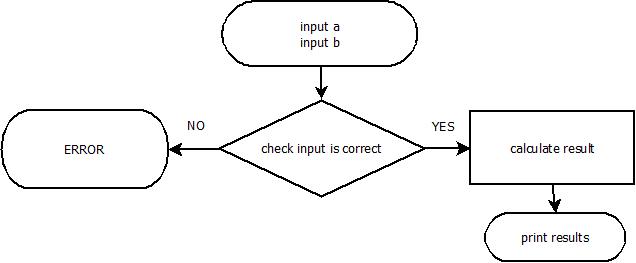 input a
input b
NO
YES
ERROR
check input is correct
calculate result
print results